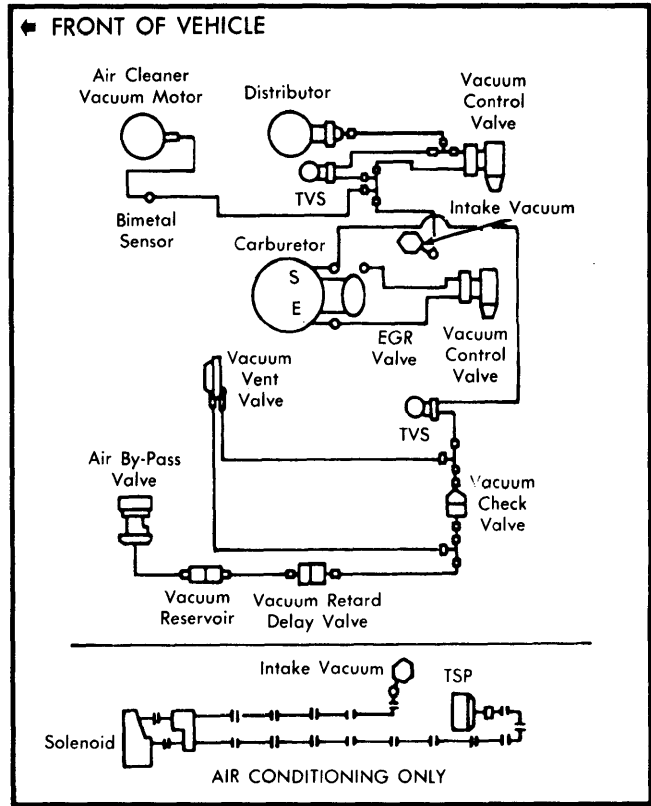 FRONT OF VEHICLE
Air Cleaner
Vacuum Motor
Distributor
Vacuum
Control
Valve
TVS
Bimetal
Sensor
Intake Vacuum
Carburetor
S
E
EGR
Valve
Vacuum
Control
Valve
Vacuum
Vent
Valve
TVS
Air By-Pass
Valve
Vacuum
Check
Valve
Vacuum
Reservoir
Vacuum Retard
Delay Valve
Intake Vacuum
TSP
Solenoid
AIR CONDITIONING ONLY